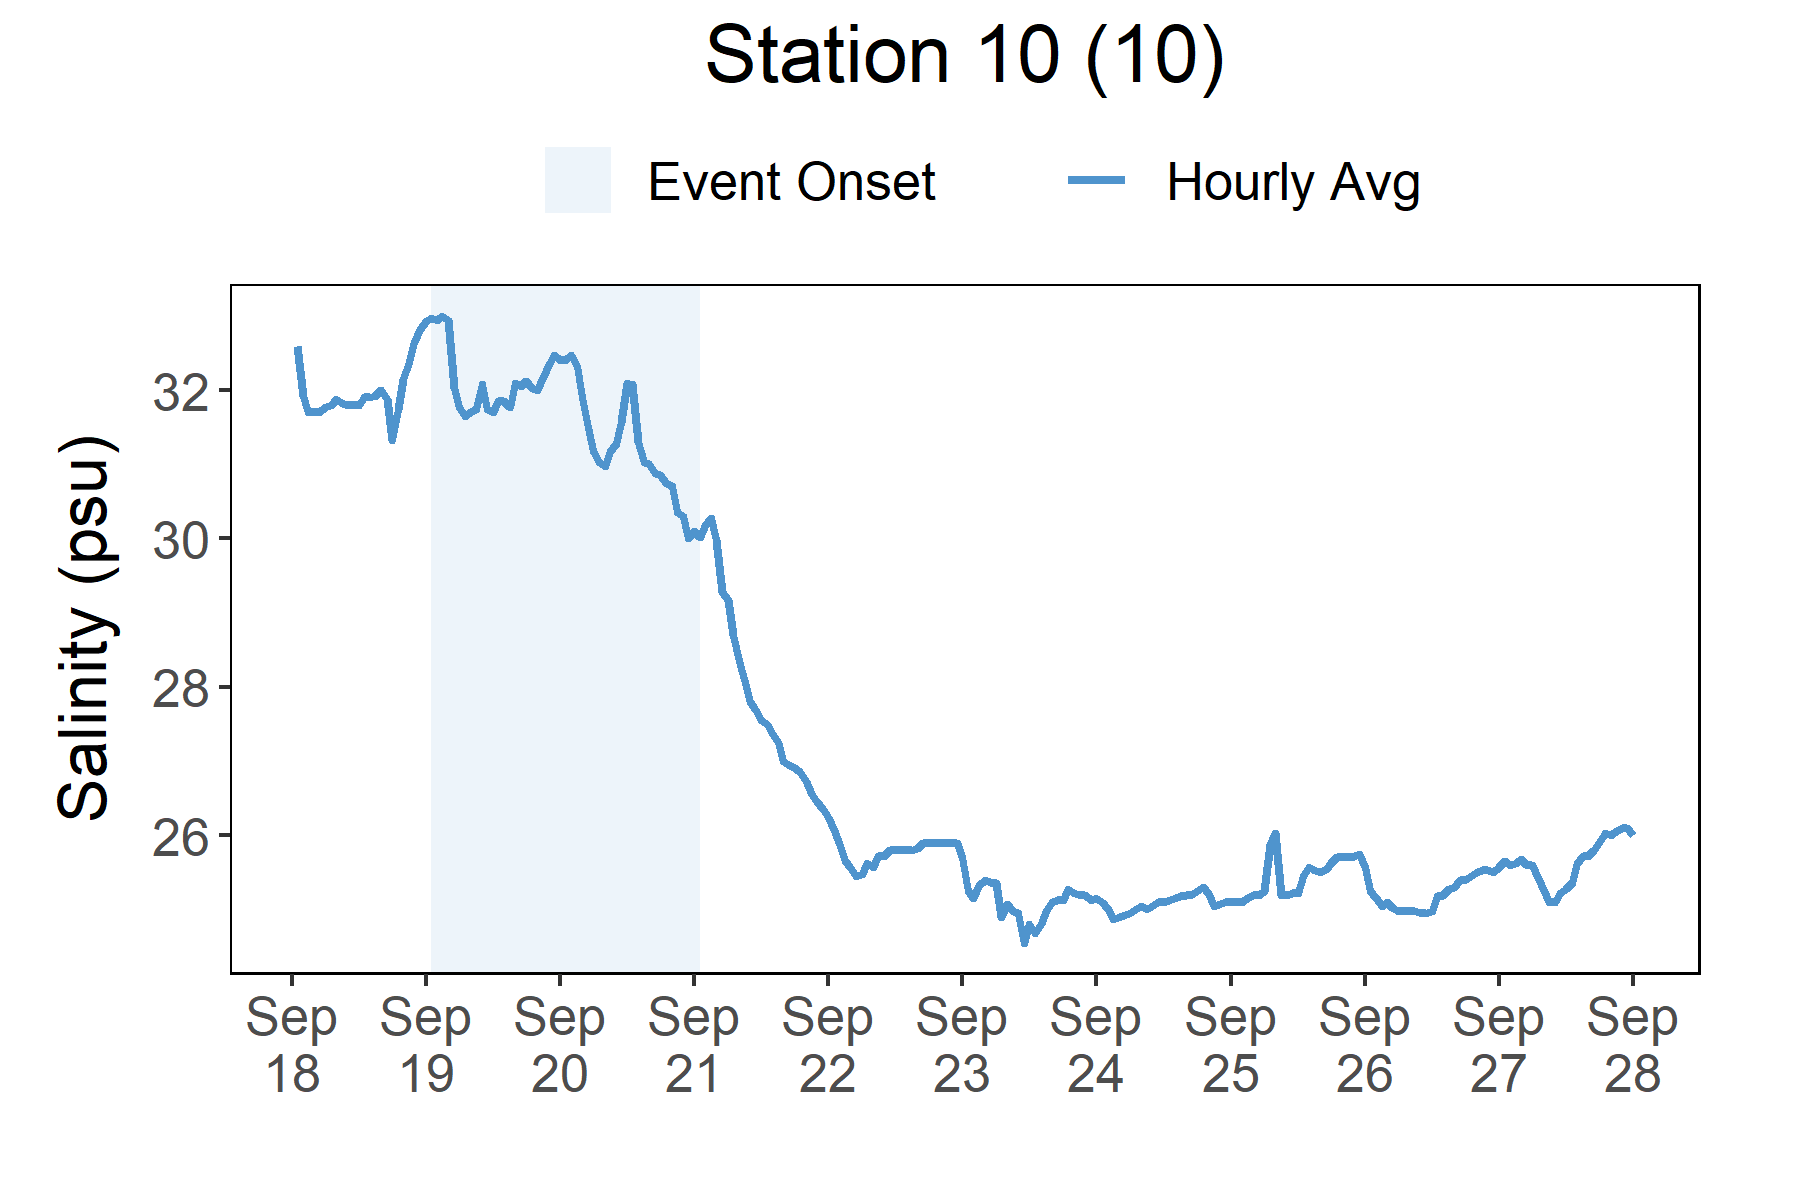 Station 10 (10)
Event Onset
Hourly Avg
Salinity (psu)
32
30
28
26
Sep 18
Sep 19
Sep 20
Sep 21
Sep 22
Sep 23
Sep 24
Sep 25
Sep 26
Sep 27
Sep 28